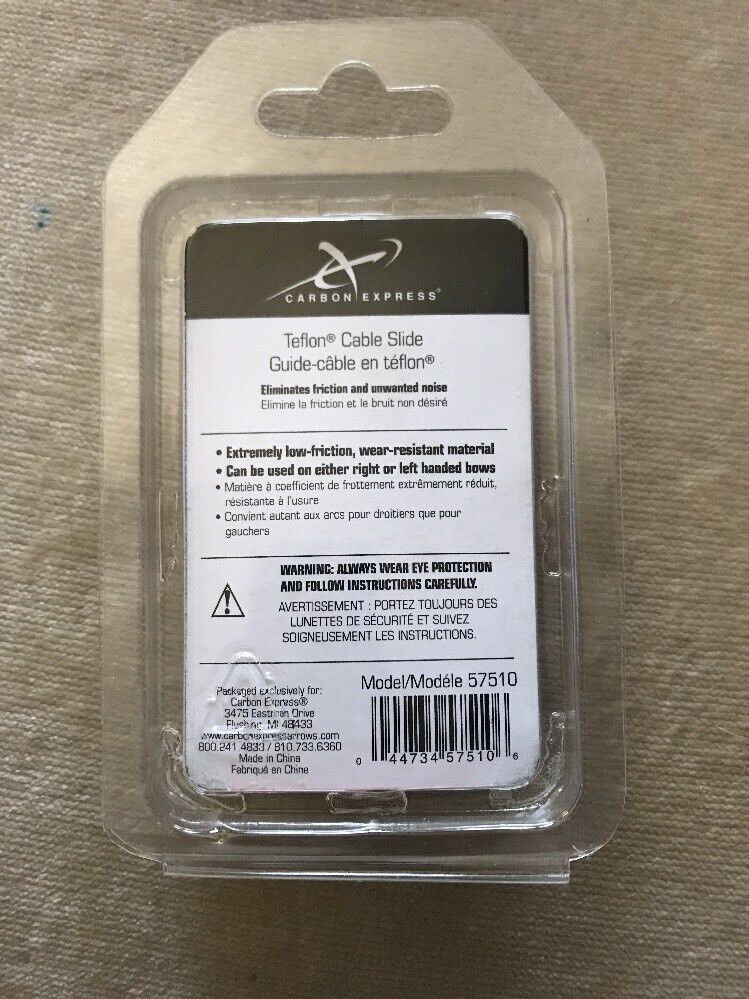 CARBON EXPRESS®
Teflon® Cable Slide
Guide-câble en téflon®
Eliminates friction and unwanted noise
Elimine la friction et le bruit non désiré
• Extremely low-friction, wear-resistant material
• Can be used on either right or left handed bows
• Matière à coefficient de frottement extrêmement réduit,
résistante à l'usure
• Convient autant aux arcs pour droitiers que pour
gauchers
WARNING: ALWAYS WEAR EYE PROTECTION
AND FOLLOW INSTRUCTIONS CAREFULLY.
AVERTISSEMENT : PORTEZ TOUJOURS DES
LUNETTES DE SÉCURITÉ ET SUIVEZ
SOIGNEUSEMENT LES INSTRUCTIONS.
Packaged exclusively for:
Carbon Express®
3475 Eastman Drive
Flushing, MI 48433
www.carbonexpressarrows.com
800.241.4833 / 810.733.6360
Made in China
Fabriqué en Chine
Model/Modéle 57510
0 44734 57510 6